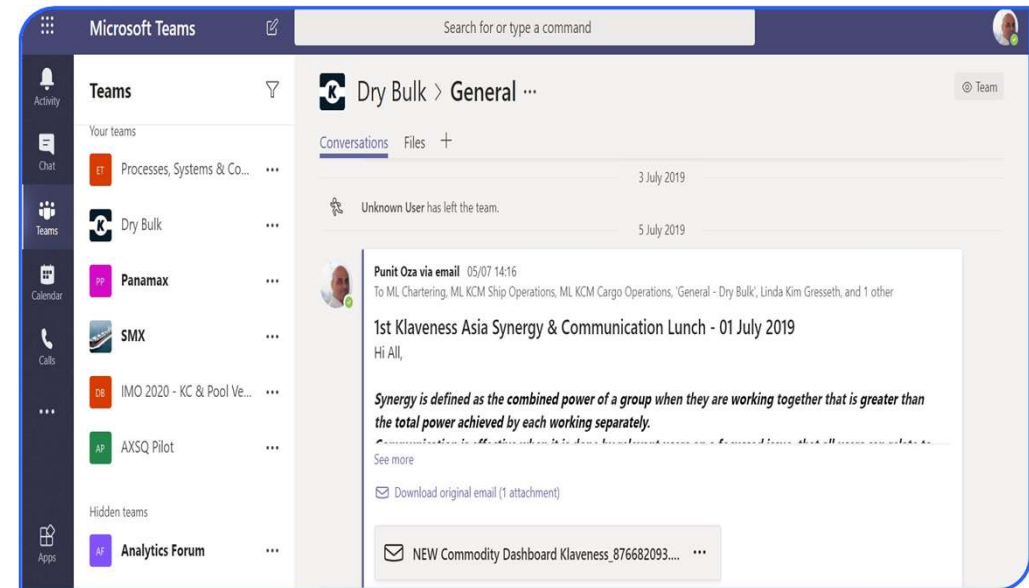 Microsoft Teams
Search for or type a command
Activity
Chat
Teams
Calendar
Calls
Apps
Teams
Your teams
ET Processes, Systems & Co... ...
K Dry Bulk ...
PP Panamax ...
SMX ...
DB IMO 2020 - KC & Pool Ve... ...
AP AXSQ Pilot ...
Hidden teams
AF Analytics Forum ...
K Dry Bulk > General ...
Team
Conversations Files +
3 July 2019
Unknown User has left the team.
5 July 2019
Punit Oza via email 05/07 14:16
To ML Chartering, ML KCM Ship Operations, ML KCM Cargo Operations, 'General - Dry Bulk', Linda Kim Gresseth, and 1 other
1st Klaveness Asia Synergy & Communication Lunch - 01 July 2019
Hi All,
Synergy is defined as the combined power of a group when they are working together that is greater than
the total power achieved by each working separately.
See more
Download original email (1 attachment)
NEW Commodity Dashboard Klaveness_876682093.... ...